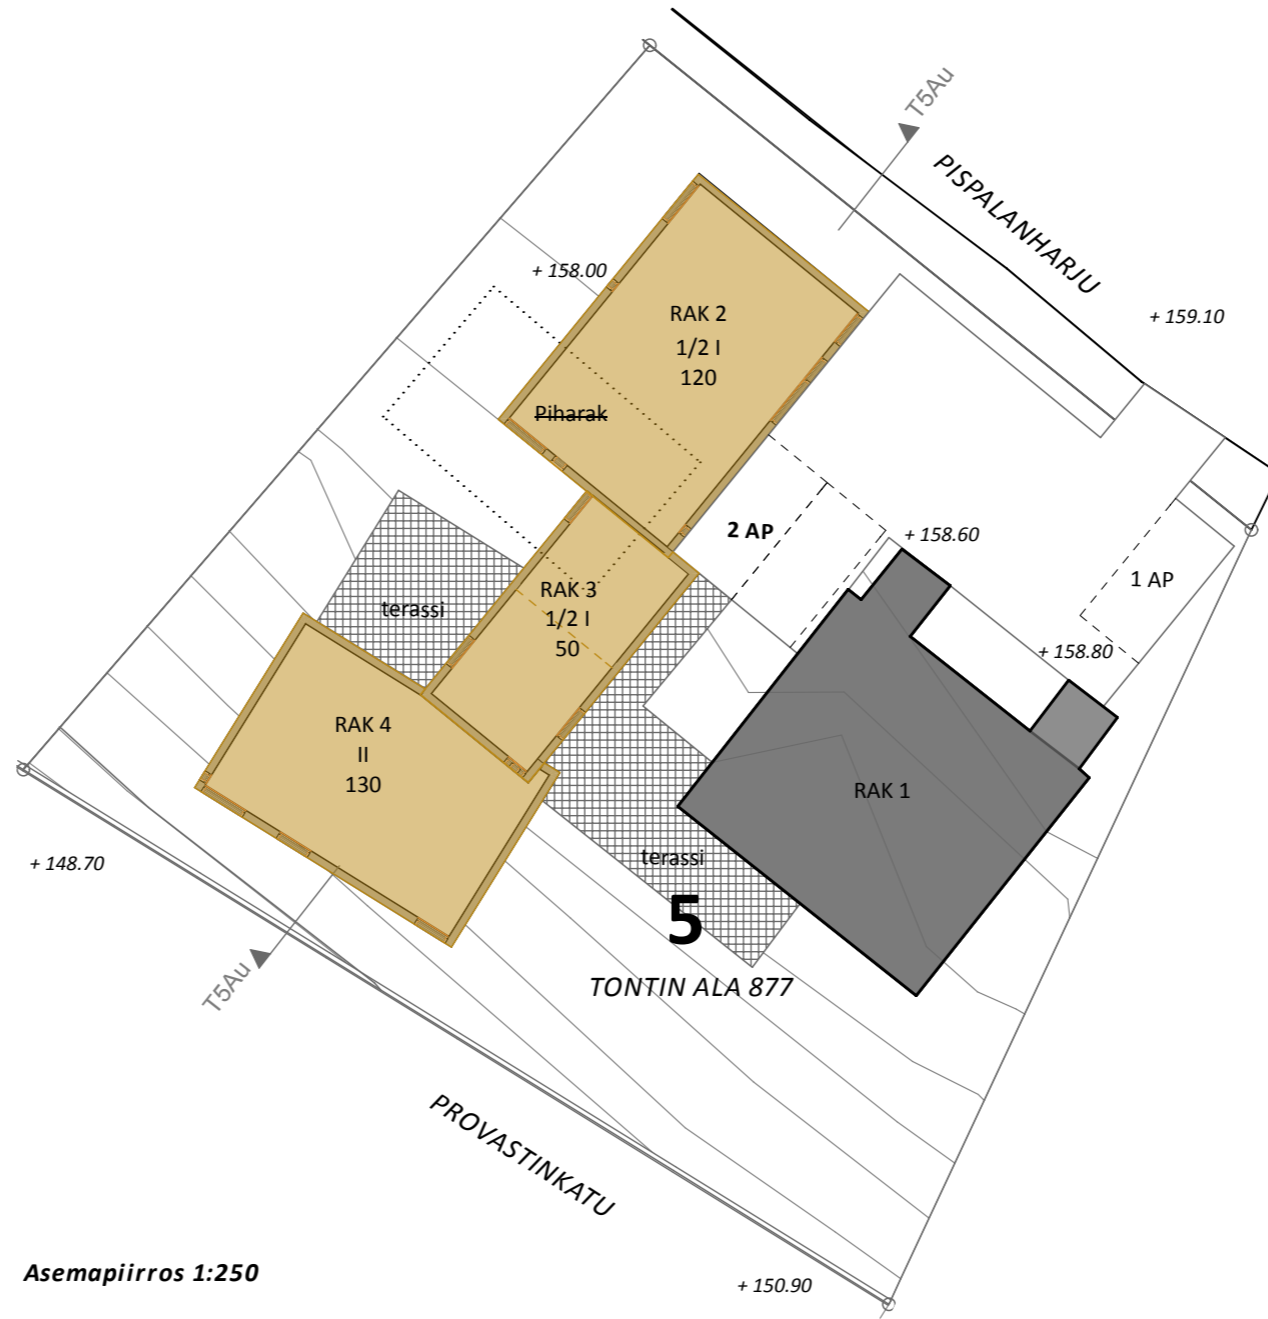 T5Au
PISPALANHARJU
+ 158.00
+ 159.10
RAK 2
1/2 I
120
Piharak
2 AP
+ 158.60
1 AP
RAK 3
1/2 I
50
terassi
+ 158.80
RAK 4
II
130
RAK 1
terassi
+ 148.70
5
TONTIN ALA 877
T5Au
PROVASTINKATU
Asemapiirros 1:250
+ 150.90